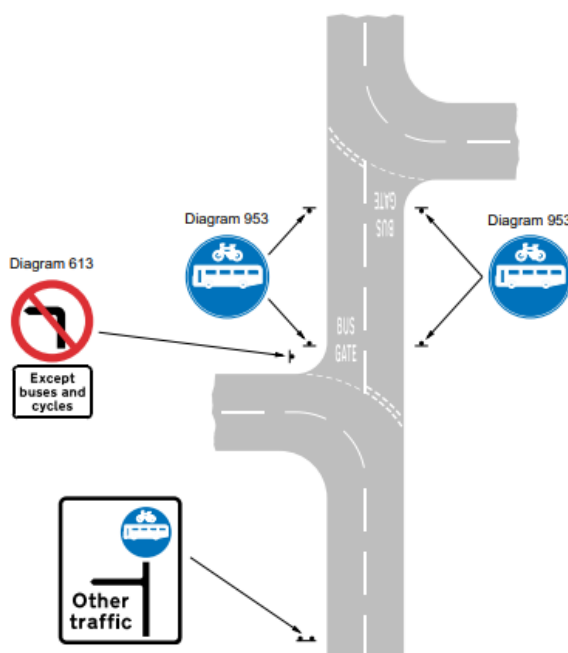 Diagram 953
Diagram 953
Diagram 613
Except
buses and
cycles
BUS
GATE
BUS
GATE
Other
traffic